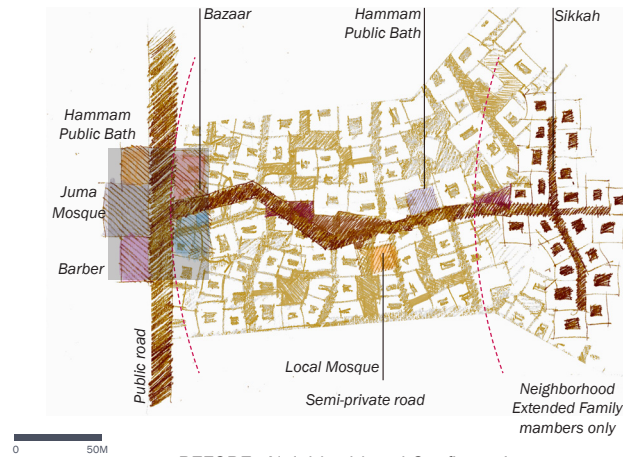 Bazaar
Hammam
Public Bath
Sikkah
Hammam
Public Bath
Juma
Mosque
Barber
Public road
Local Mosque
Semi-private road
Neighborhood
Extended Family
mambers only
0
50M